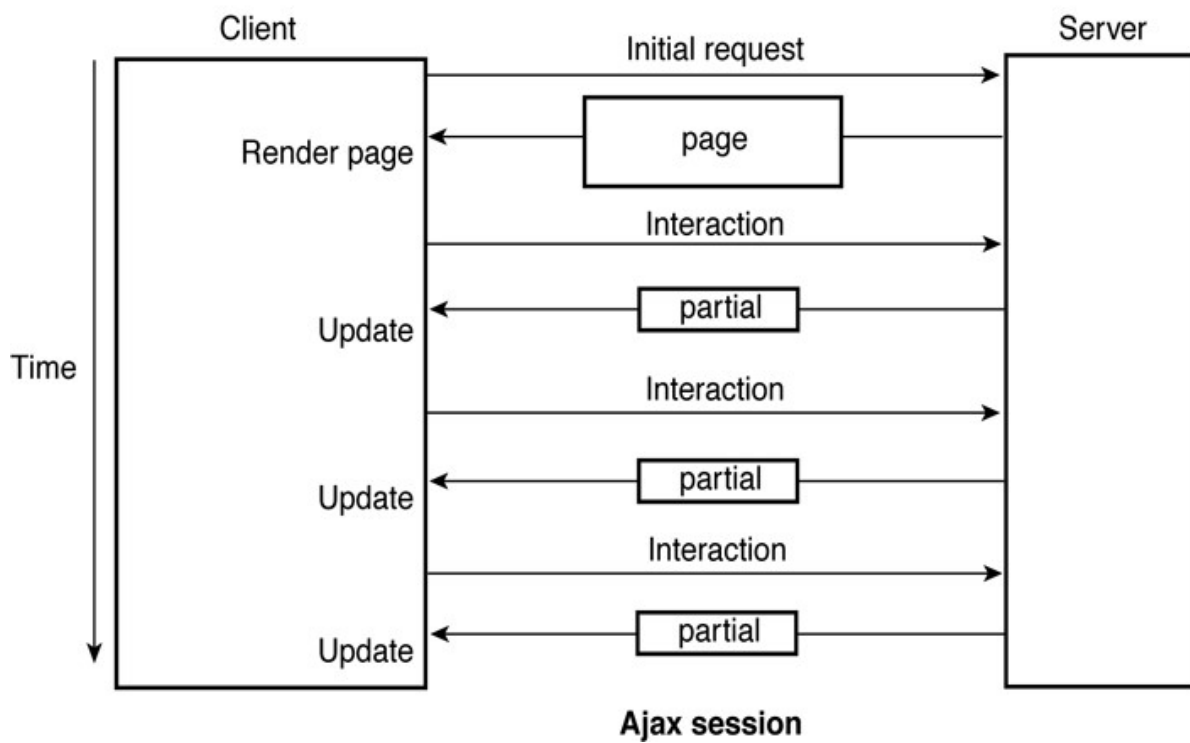 Client
Server
Initial request
page
Render page
Interaction
partial
Update
Time
Interaction
partial
Update
Interaction
partial
Update
Ajax session